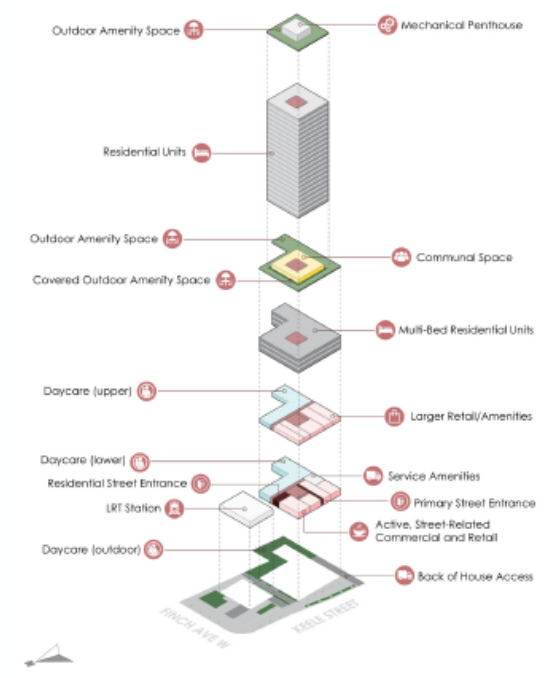 Outdoor Amenity Space
Mechanical Penthouse
Residential Units
Outdoor Amenity Space
Communal Space
Covered Outdoor Amenity Space
Multi-Bed Residential Units
Daycare (upper)
Larger Retail/Amenities
Daycare (lower)
Service Amenities
Residential Street Entrance
Primary Street Entrance
LRT Station
Active, Street-Related
Commercial and Retail
Daycare (outdoor)
Back of House Access
FINCH AVE W
KEELE STREET